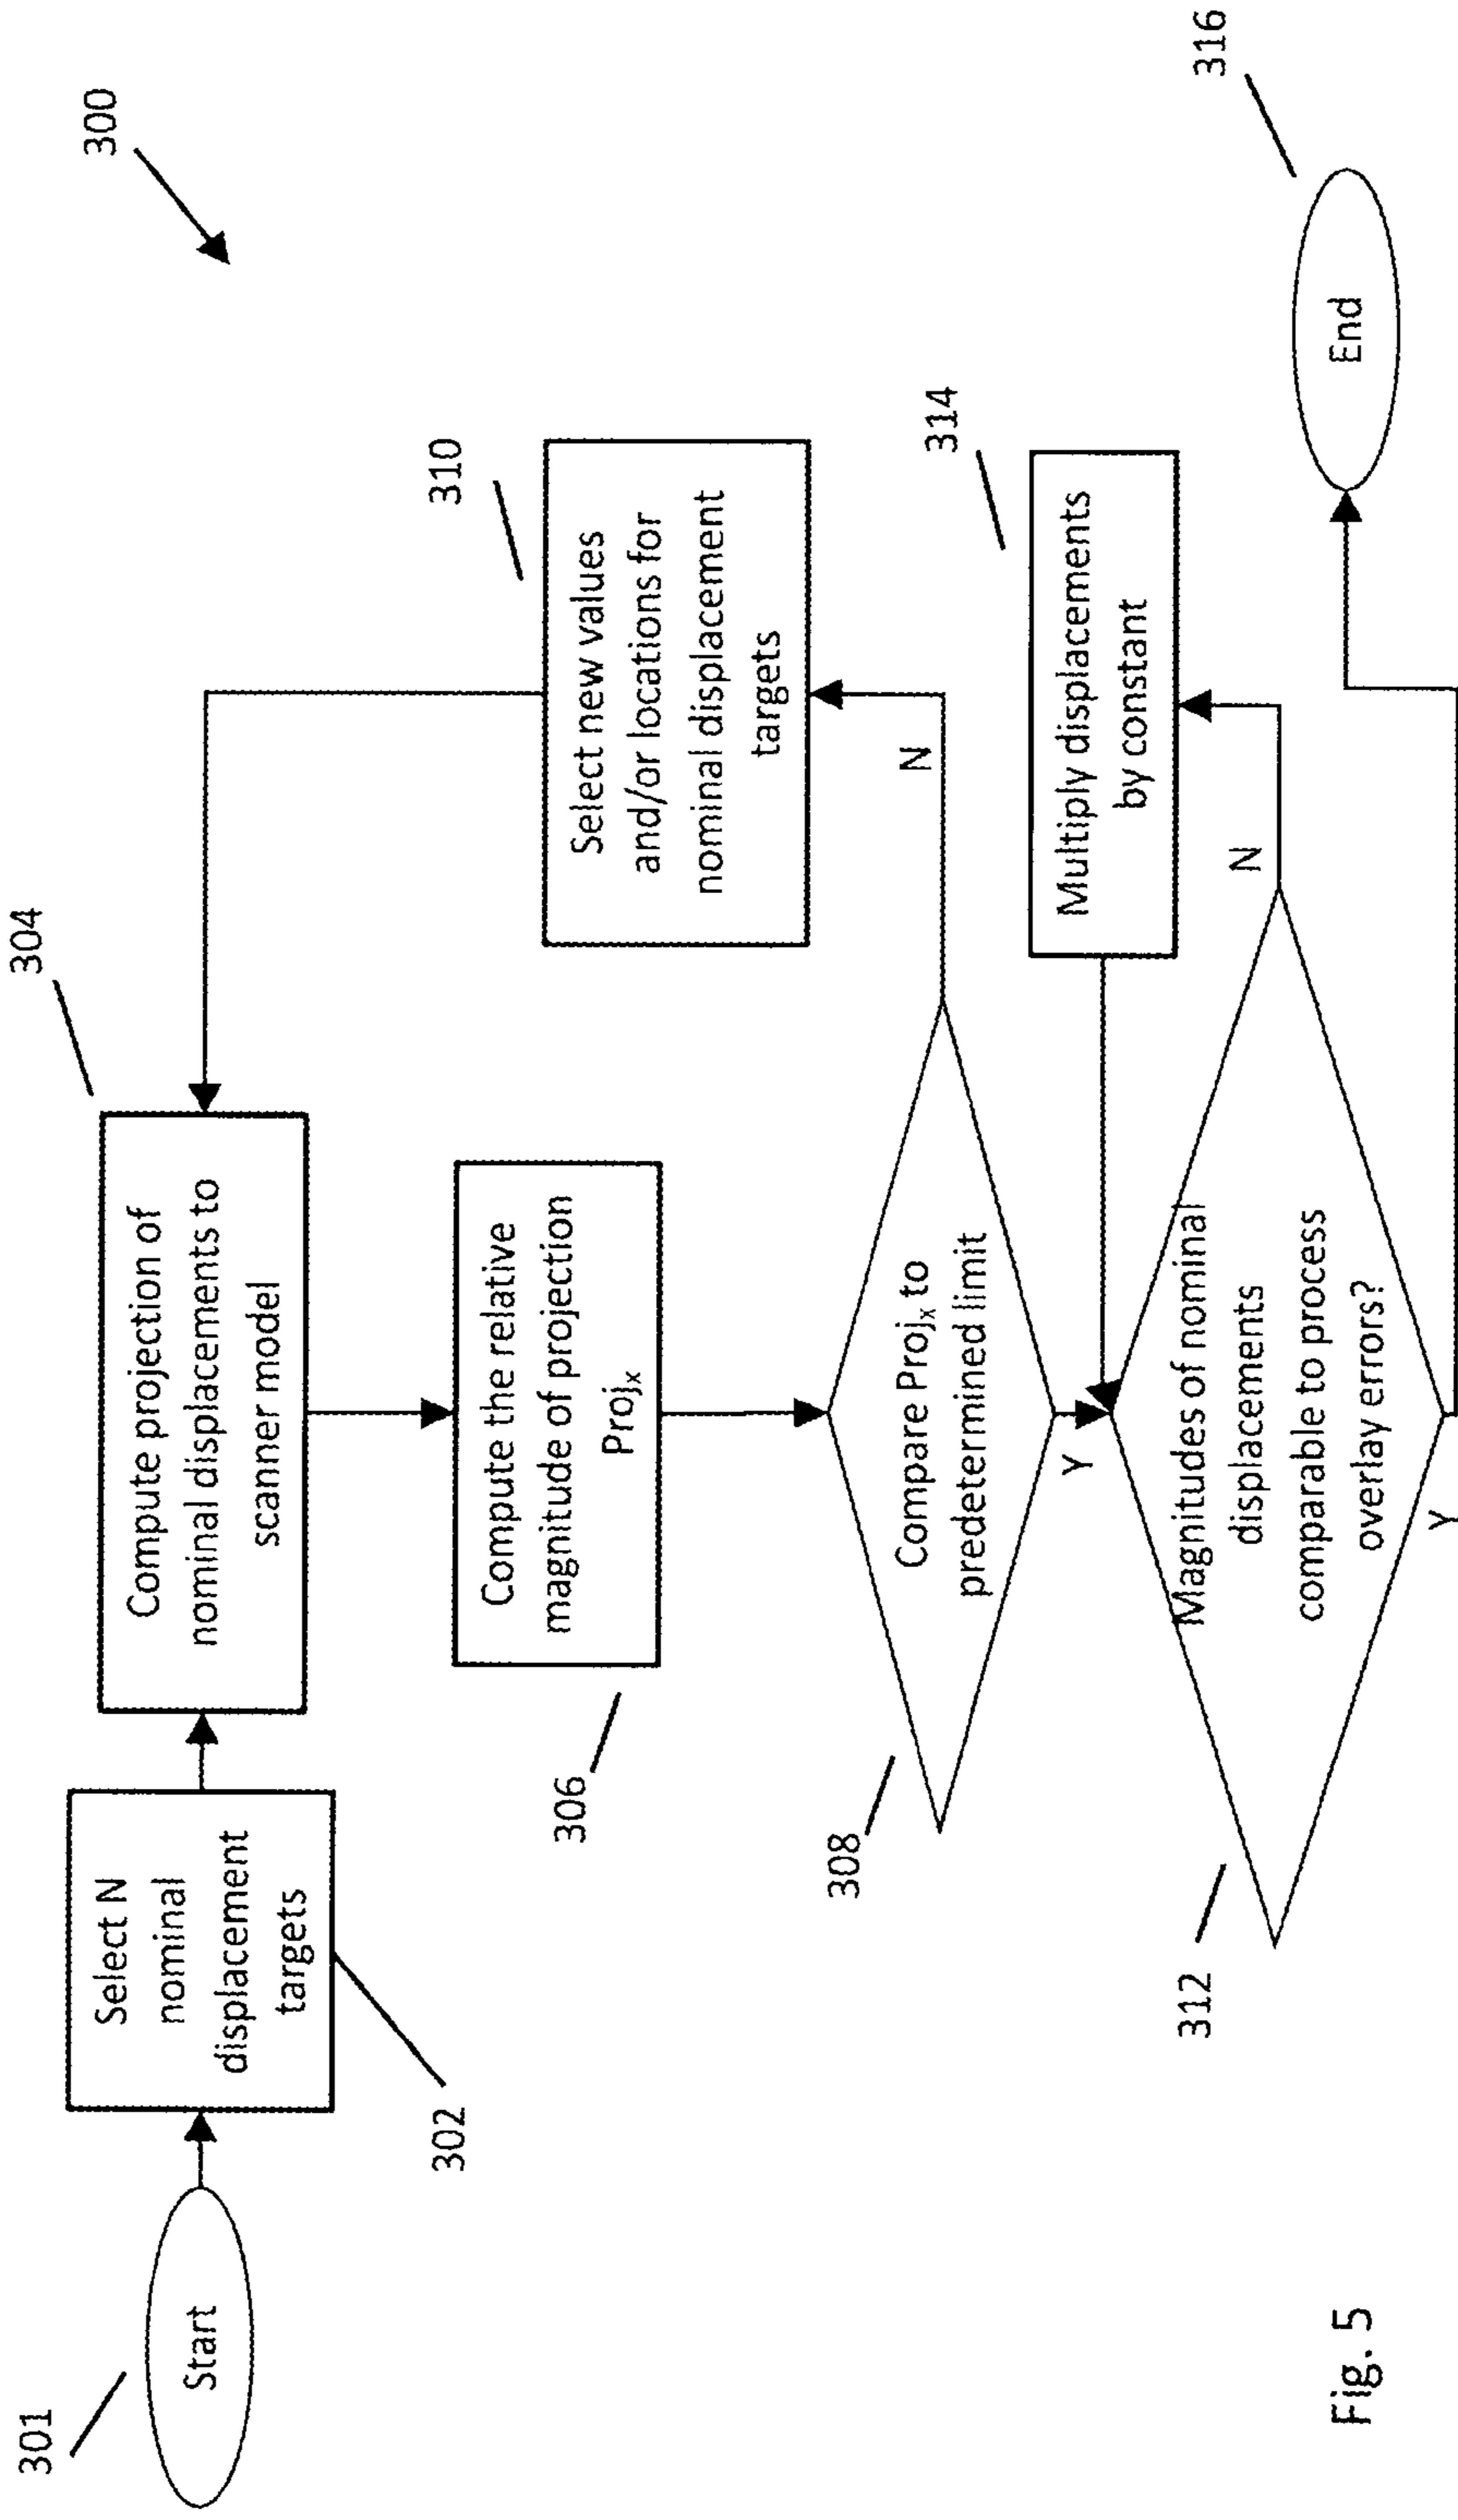 300
301
Start
Select N
nominal
displacement
targets
302
304
Compute projection of
nominal displacements to
scanner model
306
Compute the relative
magnitude of projection
Projₓ
308
Compare Projₓ to
predetermined limit
N
Y
310
Select new values
and/or locations for
nominal displacement
targets
312
Magnitudes of nominal
displacements
comparable to process
overlay errors?
N
Y
314
Multiply displacements
by constant
316
End
Fig. 5